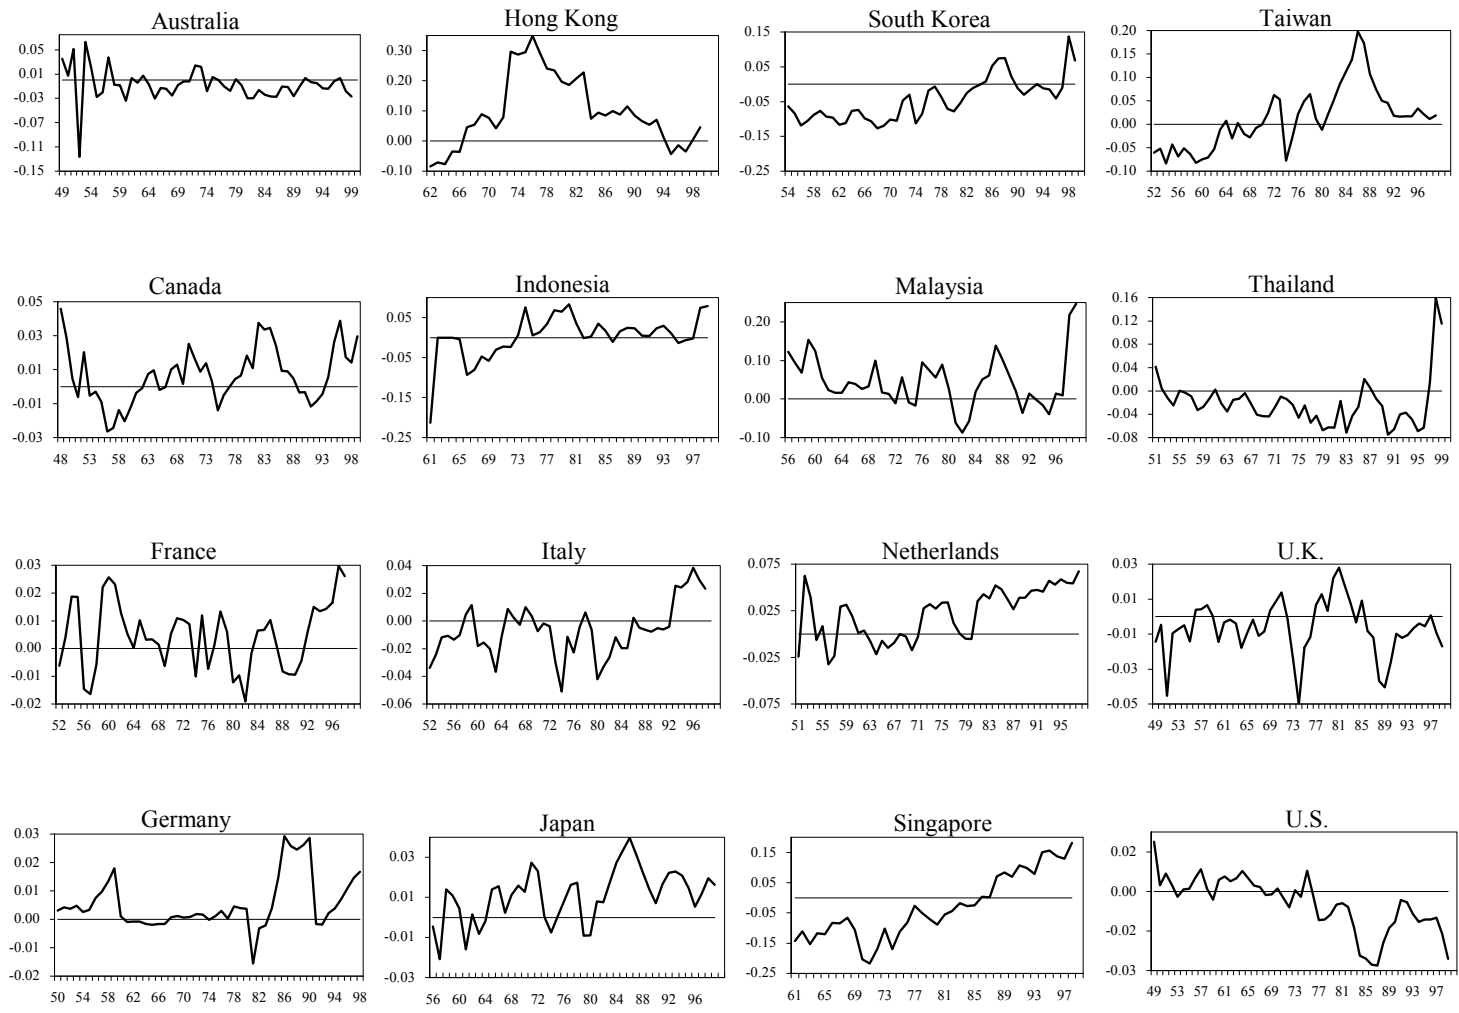 Australia
0.05
0.01
-0.03
-0.07
-0.11
-0.15
49 54 59 64 69 74 79 84 89 94 99
Hong Kong
0.30
0.20
0.10
0.00
-0.10
62 66 70 74 78 82 86 90 94 98
South Korea
0.15
0.05
-0.05
-0.15
-0.25
54 58 62 66 70 74 78 82 86 90 94 98
Taiwan
0.20
0.15
0.10
0.05
0.00
-0.05
-0.10
52 56 60 64 68 72 76 80 84 88 92 96
Canada
0.05
0.03
0.01
-0.01
-0.03
48 53 58 63 68 73 78 83 88 93 98
Indonesia
0.05
-0.05
-0.15
-0.25
61 65 69 73 77 81 85 89 93 97
Malaysia
0.20
0.10
0.00
-0.10
56 60 64 68 72 76 80 84 88 92 96
Thailand
0.16
0.12
0.08
0.04
0.00
-0.04
-0.08
51 55 59 63 67 71 75 79 83 87 91 95 99
France
0.03
0.02
0.01
0.00
-0.01
-0.02
52 56 60 64 68 72 76 80 84 88 92 96
Italy
0.04
0.02
0.00
-0.02
-0.04
-0.06
52 56 60 64 68 72 76 80 84 88 92 96
Netherlands
0.075
0.025
-0.025
-0.075
51 55 59 63 67 71 75 79 83 87 91 95
U.K.
0.03
0.01
-0.01
-0.03
-0.05
49 53 57 61 65 69 73 77 81 85 89 93 97
Germany
0.03
0.02
0.01
0.00
-0.01
-0.02
50 54 58 62 66 70 74 78 82 86 90 94 98
Japan
0.03
0.01
-0.01
-0.03
56 60 64 68 72 76 80 84 88 92 96
Singapore
0.15
0.05
-0.05
-0.15
-0.25
61 65 69 73 77 81 85 89 93 97
U.S.
0.02
0.00
-0.02
-0.03
49 53 57 61 65 69 73 77 81 85 89 93 97